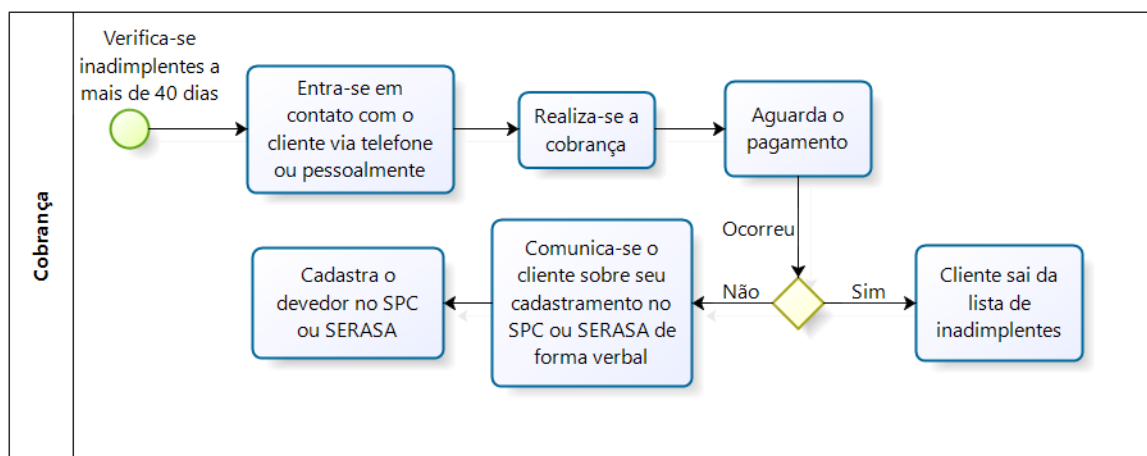 Cobrança
Verifica-se
inadimplentes a
mais de 40 dias
Entra-se em
contato com o
cliente via telefone
ou pessoalmente
Realiza-se a
cobrança
Aguarda o
pagamento
Ocorreu
Não
Sim
Comunica-se o
cliente sobre seu
cadastramento no
SPC ou SERASA de
forma verbal
Cadastra o
devedor no SPC
ou SERASA
Cliente sai da
lista de
inadimplentes